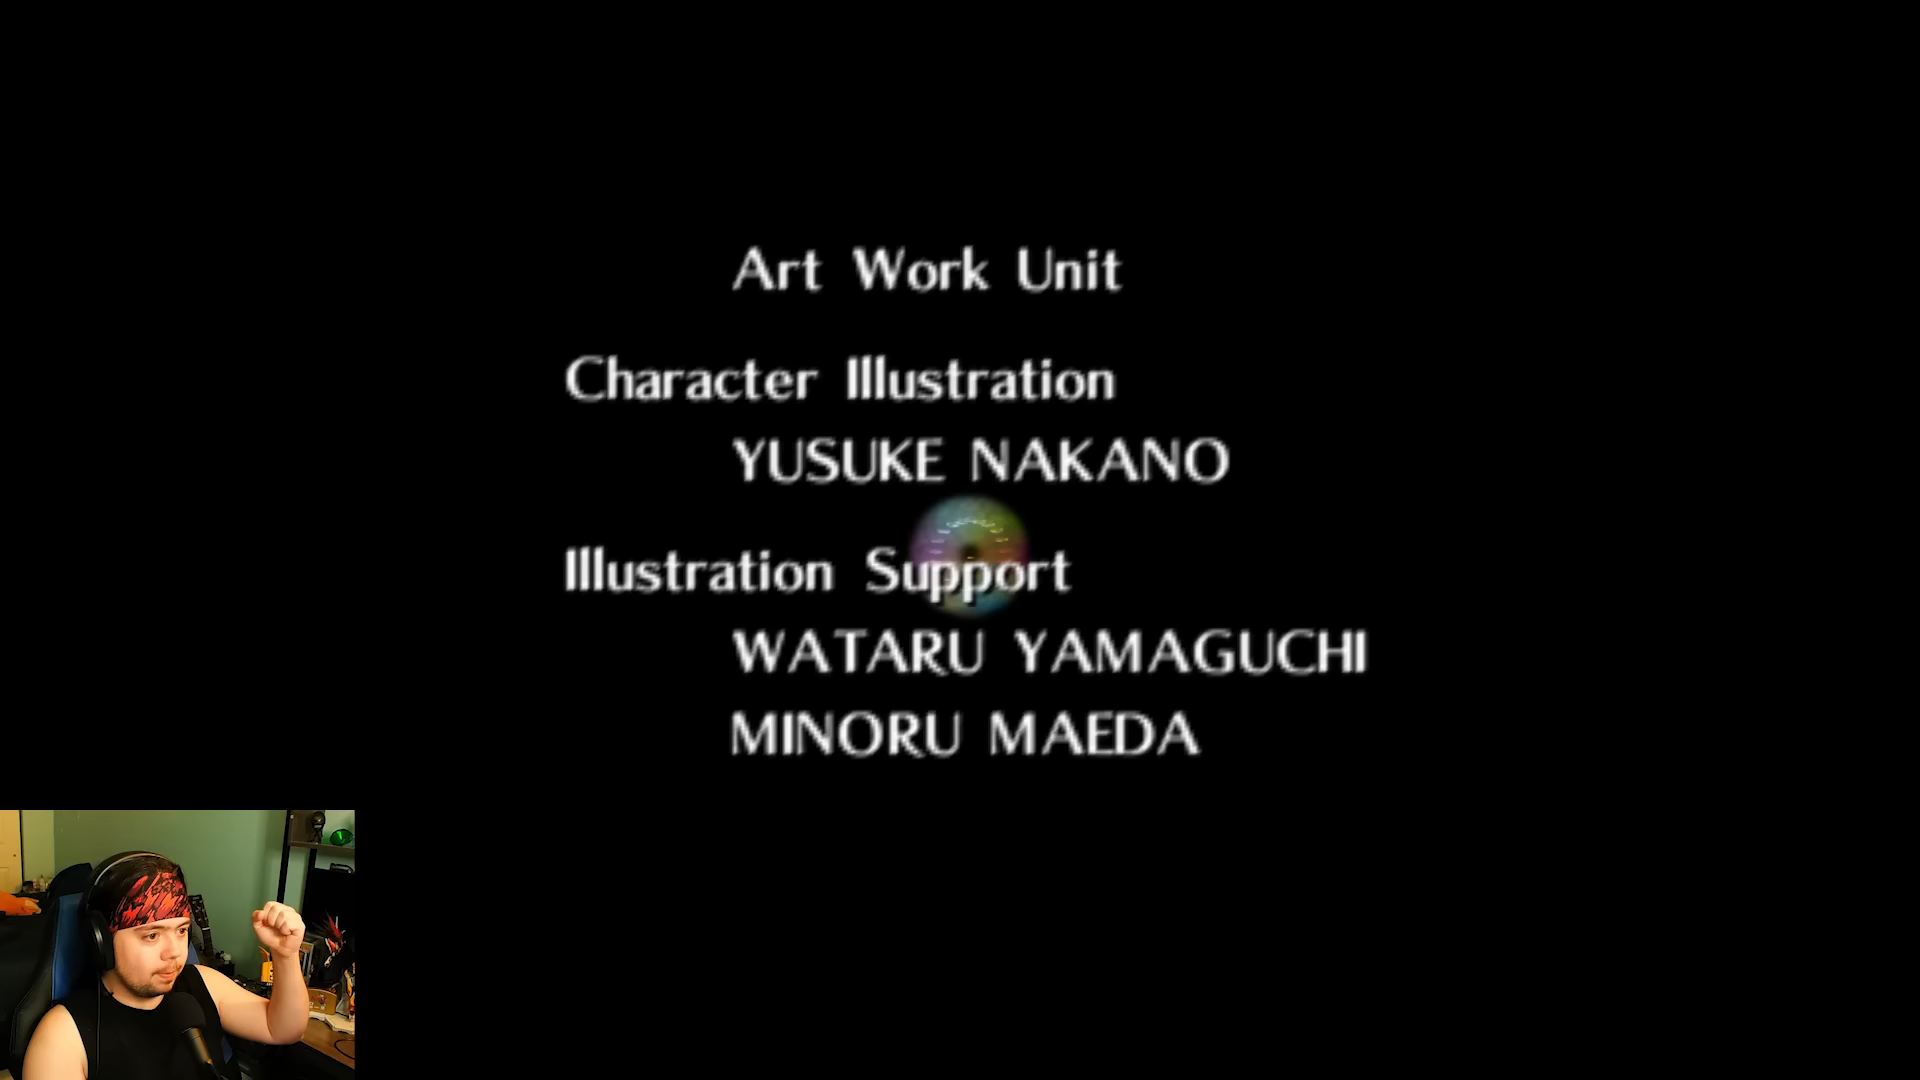 Art Work Unit
Character Illustration
YUSUKE NAKANO
Illustration Support
WATARU YAMAGUCHI
MINORU MAEDA